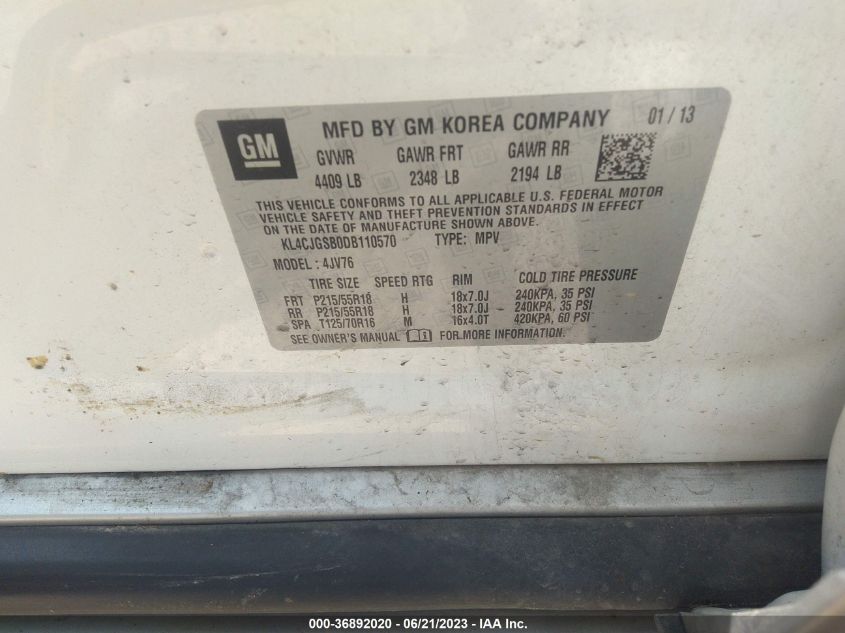 GM
MFD BY GM KOREA COMPANY 01 / 13
GVWR GAWR FRT GAWR RR
4409 LB 2348 LB 2194 LB
THIS VEHICLE CONFORMS TO ALL APPLICABLE U.S. FEDERAL MOTOR
VEHICLE SAFETY AND THEFT PREVENTION STANDARDS IN EFFECT
ON THE DATE OF MANUFACTURE SHOWN ABOVE.
KL4CJGSB0DB110570 TYPE: MPV
MODEL: 4JV76
TIRE SIZE SPEED RTG RIM COLD TIRE PRESSURE
FRT P215/55R18 H 18x7.0J 240KPA, 35 PSI
RR P215/55R18 H 18x7.0J 240KPA, 35 PSI
SPA T125/70R16 M 16x4.0T 420KPA, 60 PSI
SEE OWNER'S MANUAL FOR MORE INFORMATION.
000-36892020 - 06/21/2023 - IAA Inc.